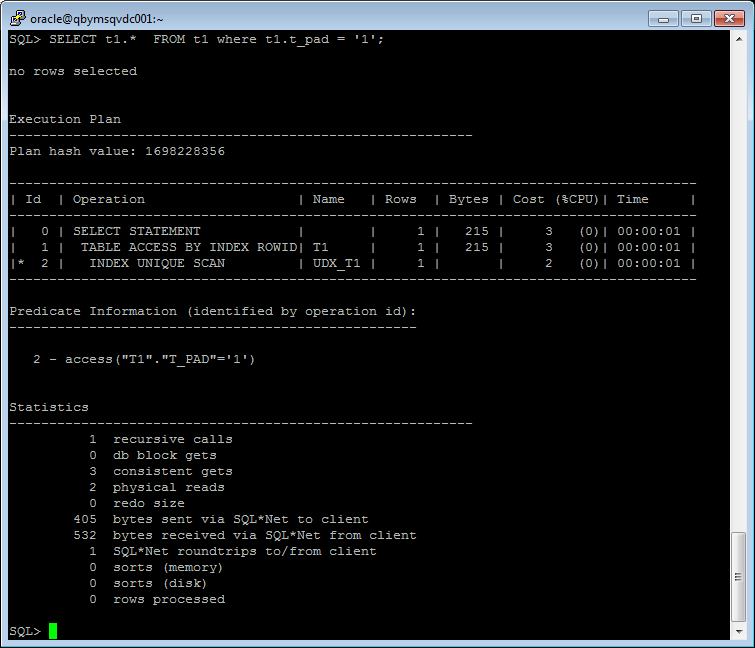 oracle@qbymsqvdc001:~
SQL> SELECT t1.*  FROM t1 where t1.t_pad = '1';
no rows selected
Execution Plan
----------------------------------------------------------
Plan hash value: 1698228356
--------------------------------------------------------------------------------------
| Id  | Operation                   | Name   | Rows  | Bytes | Cost (%CPU)| Time     |
--------------------------------------------------------------------------------------
|   0 | SELECT STATEMENT            |        |     1 |   215 |     3   (0)| 00:00:01 |
|   1 |  TABLE ACCESS BY INDEX ROWID| T1     |     1 |   215 |     3   (0)| 00:00:01 |
|*  2 |   INDEX UNIQUE SCAN         | UDX_T1 |     1 |       |     2   (0)| 00:00:01 |
--------------------------------------------------------------------------------------
Predicate Information (identified by operation id):
---------------------------------------------------
   2 - access("T1"."T_PAD"='1')
Statistics
----------------------------------------------------------
          1  recursive calls
          0  db block gets
          3  consistent gets
          2  physical reads
          0  redo size
        405  bytes sent via SQL*Net to client
        532  bytes received via SQL*Net from client
          1  SQL*Net roundtrips to/from client
          0  sorts (memory)
          0  sorts (disk)
          0  rows processed
SQL>